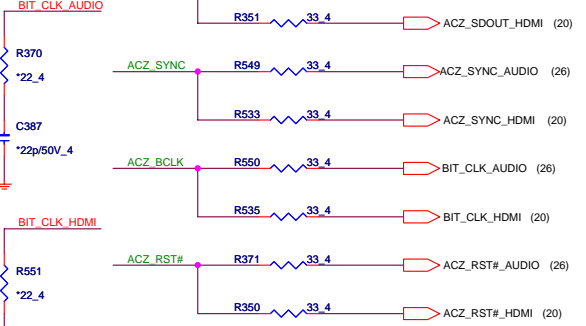 BIT_CLK_AUDIO
R351 33_4 ACZ_SDOUT_HDMI (20)
R370
*22_4
ACZ_SYNC R549 33_4 ACZ_SYNC_AUDIO (26)
R533 33_4 ACZ_SYNC_HDMI (20)
C387
*22p/50V_4
ACZ_BCLK R550 33_4 BIT_CLK_AUDIO (26)
R535 33_4 BIT_CLK_HDMI (20)
BIT_CLK_HDMI
ACZ_RST# R371 33_4 ACZ_RST#_AUDIO (26)
R551
*22_4
R350 33_4 ACZ_RST#_HDMI (20)